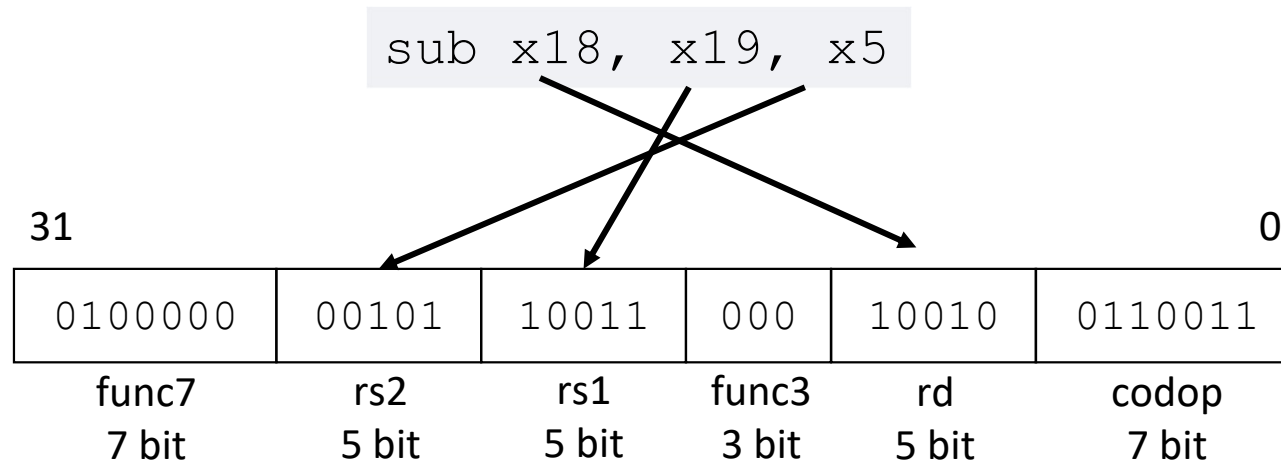 sub x18, x19, x5
31 0
0100000 00101 10011 000 10010 0110011
func7 rs2 rs1 func3 rd codop
7 bit 5 bit 5 bit 3 bit 5 bit 7 bit